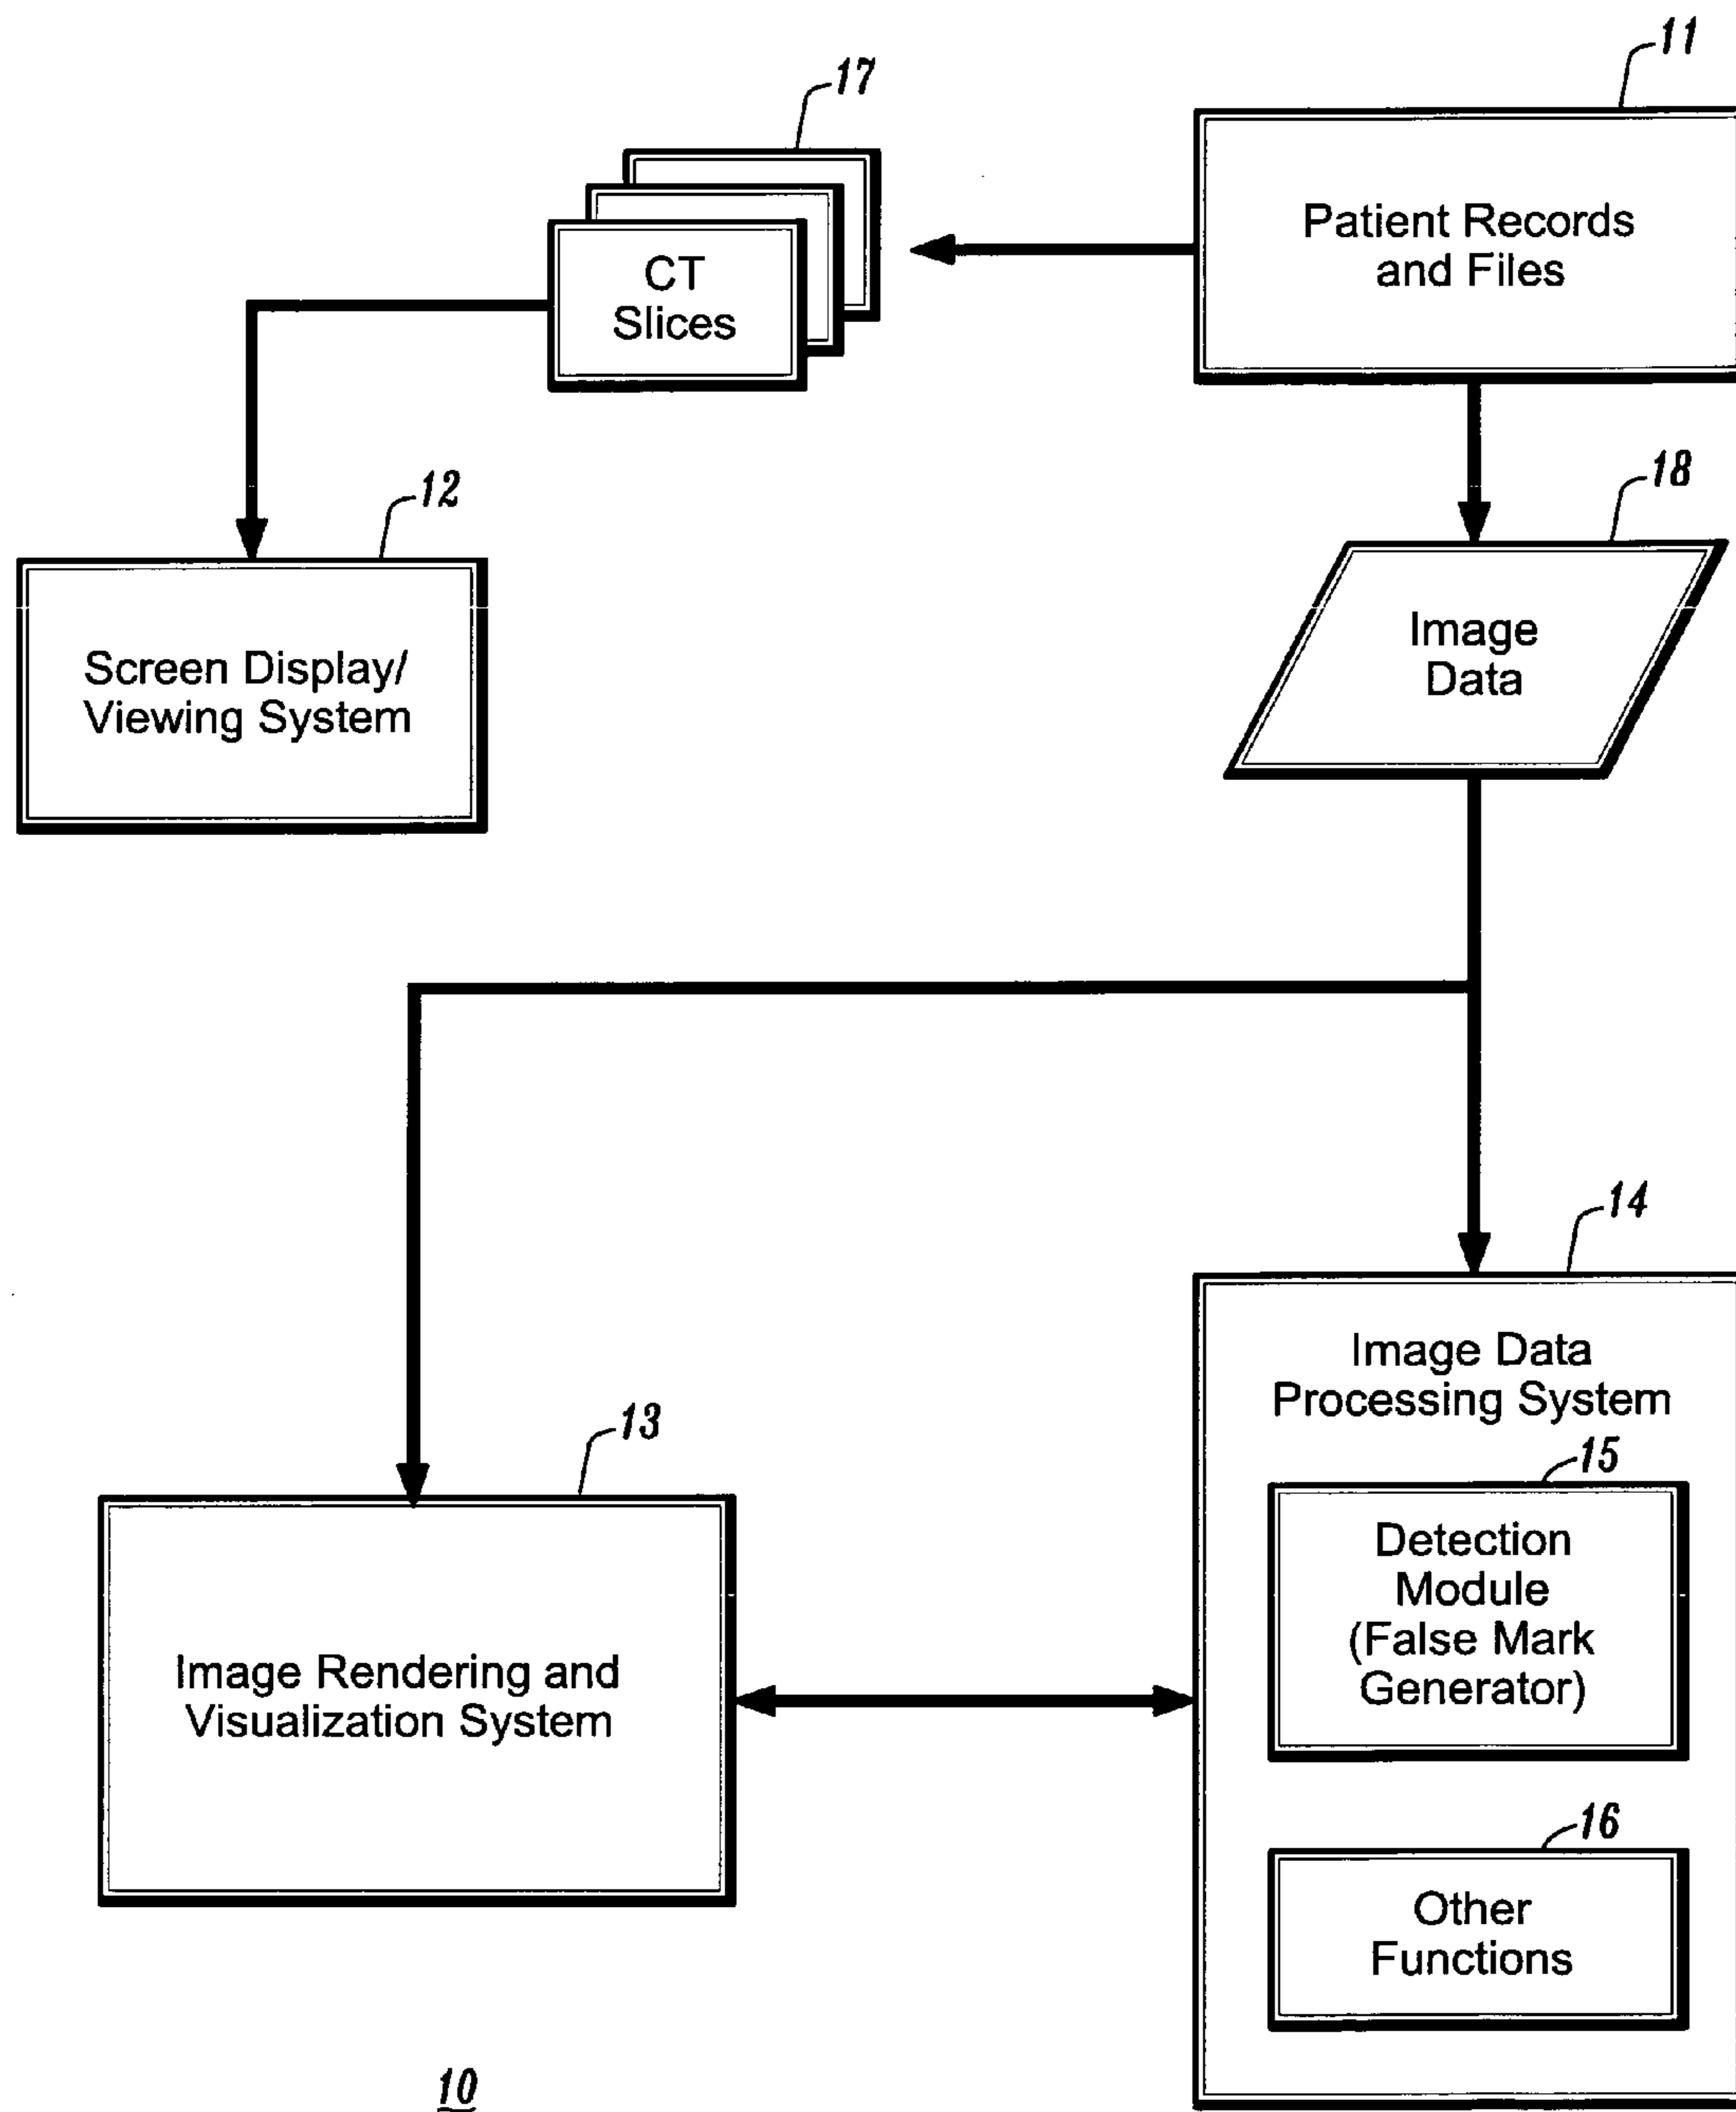 11
17
Patient Records
and Files
CT
Slices
12
18
Screen Display/
Viewing System
Image
Data
14
Image Data
Processing System
13
15
Detection
Module
(False Mark
Generator)
Image Rendering and
Visualization System
16
Other
Functions
10